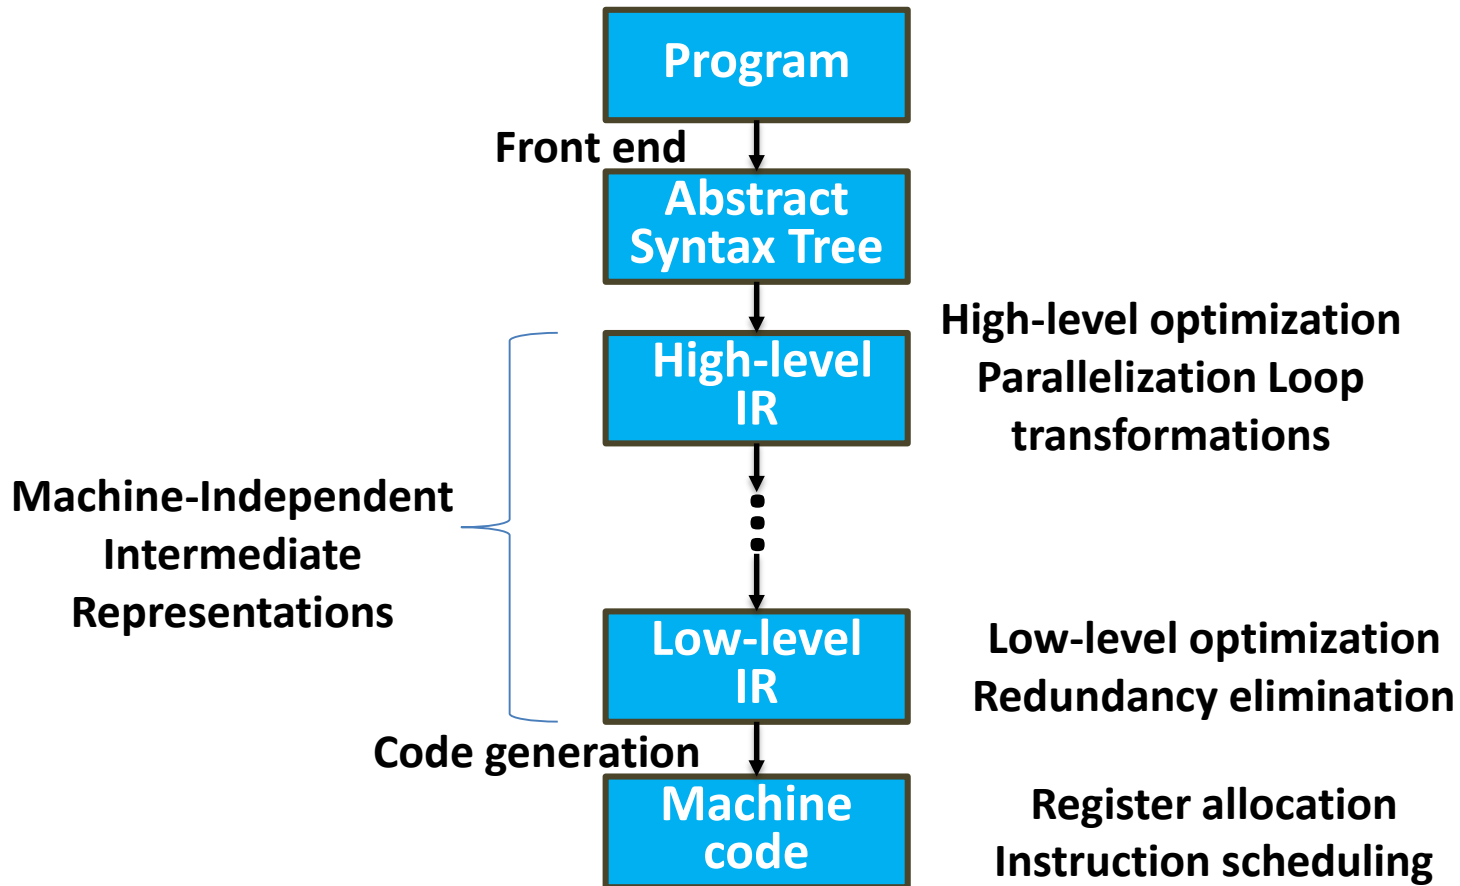 Program
Front end
Abstract
Syntax Tree
High-level
IR
High-level optimization
Parallelization Loop
transformations
Machine-Independent
Intermediate
Representations
Low-level
IR
Low-level optimization
Redundancy elimination
Code generation
Machine
code
Register allocation
Instruction scheduling